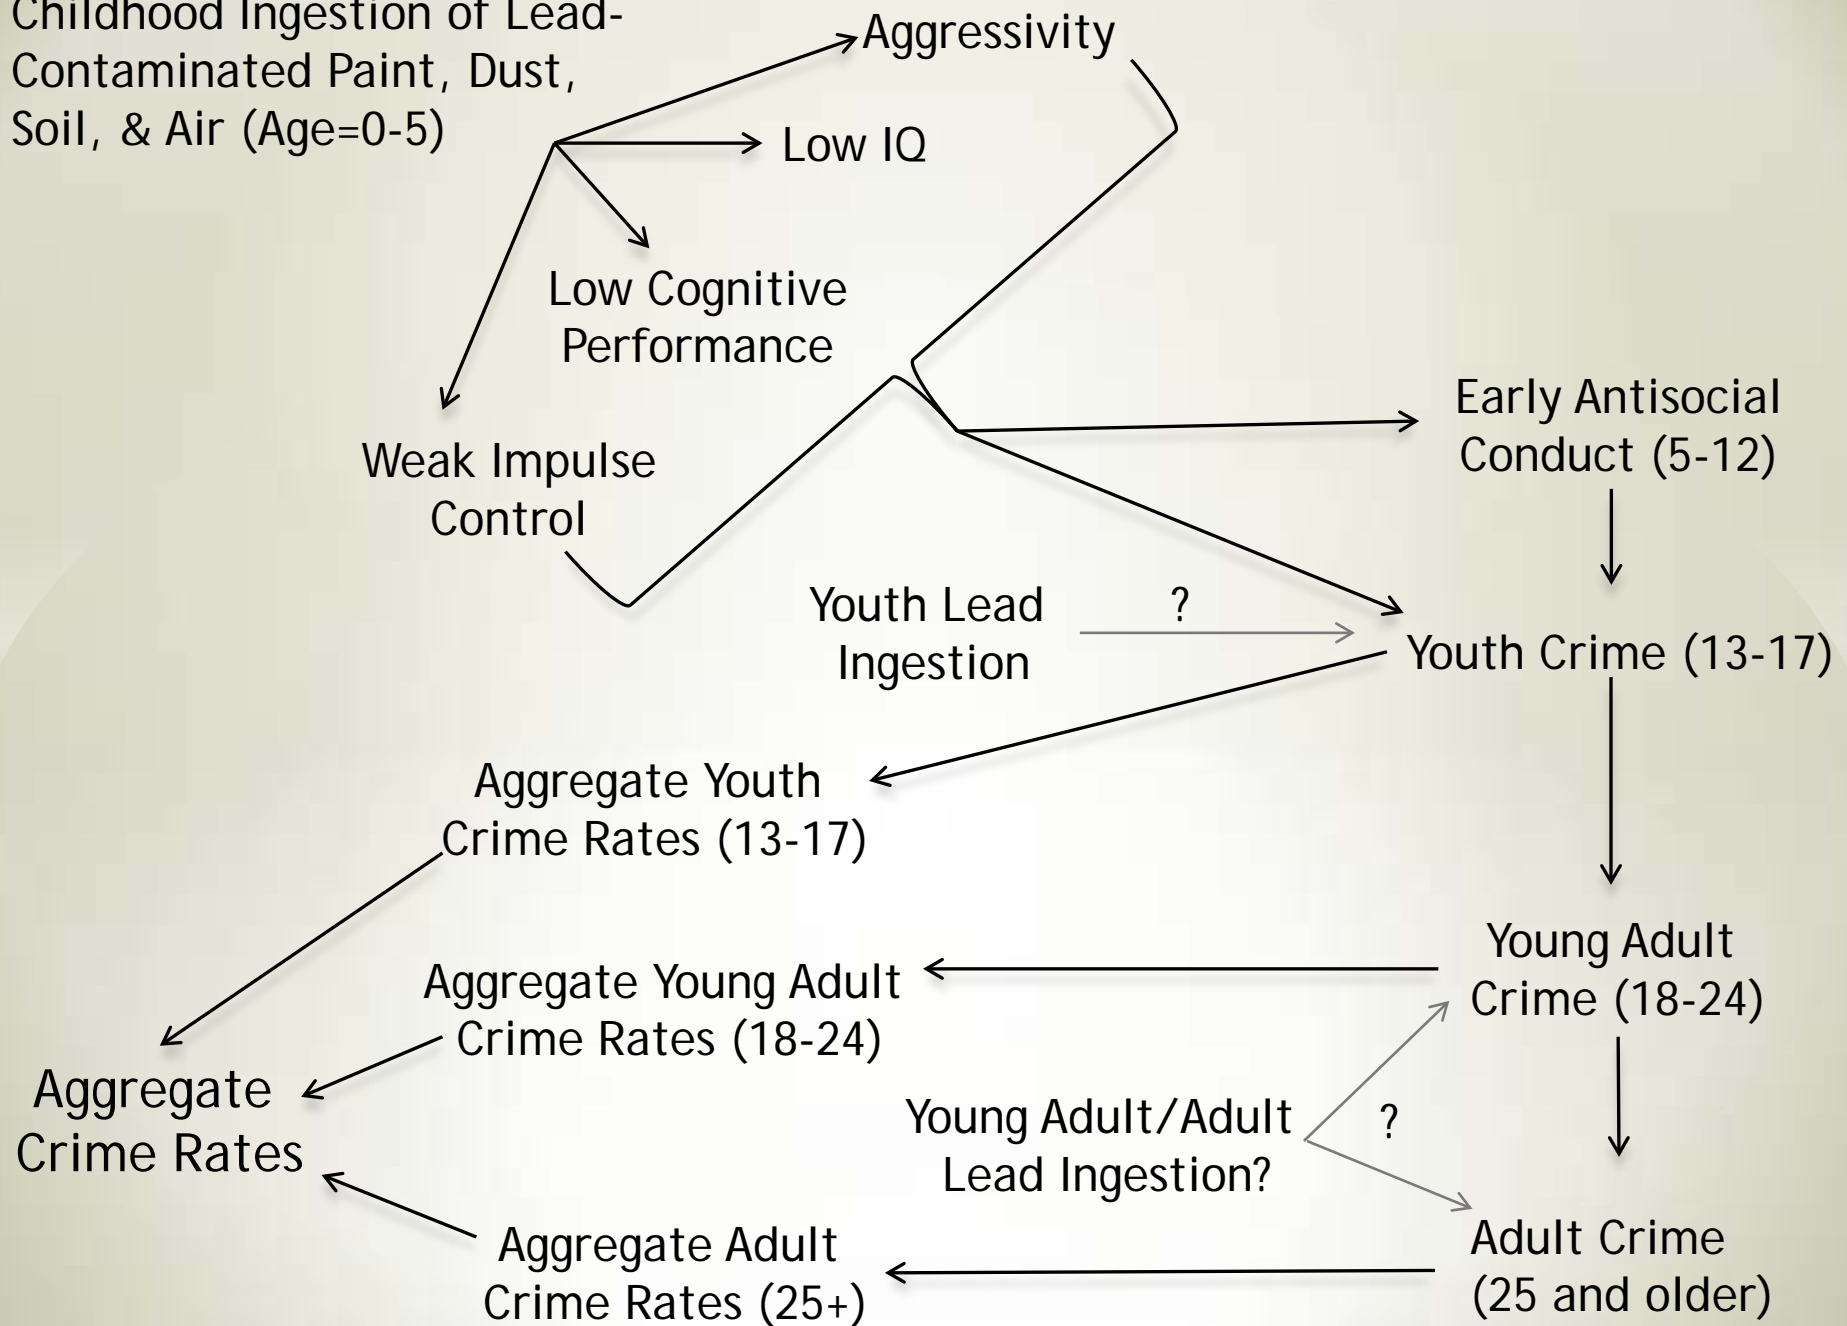 Childhood Ingestion of Lead-
Contaminated Paint, Dust,
Soil, & Air (Age=0-5)
Aggressivity
Low IQ
Low Cognitive
Performance
Weak Impulse
Control
Early Antisocial
Conduct (5-12)
Youth Lead
Ingestion
?
Youth Crime (13-17)
Aggregate Youth
Crime Rates (13-17)
Young Adult
Crime (18-24)
Aggregate Young Adult
Crime Rates (18-24)
Aggregate
Crime Rates
Young Adult/Adult
Lead Ingestion?
?
Aggregate Adult
Crime Rates (25+)
Adult Crime
(25 and older)